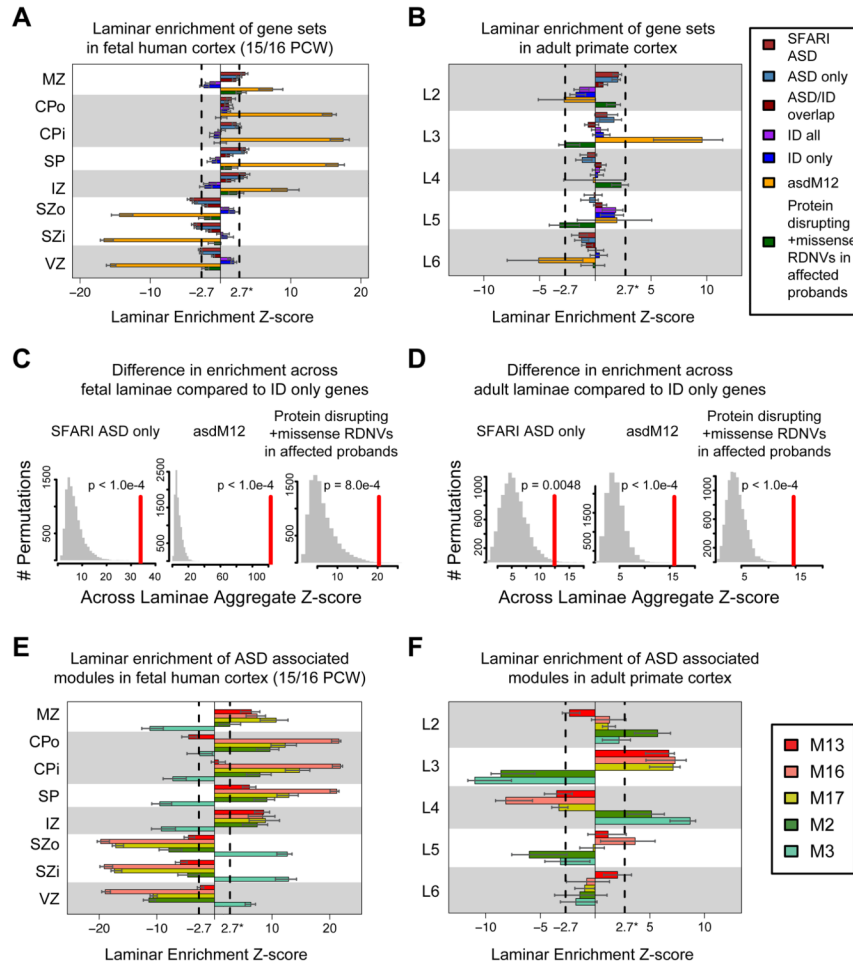 A
Laminar enrichment of gene sets
in fetal human cortex (15/16 PCW)
MZ
CPo
CPi
SP
IZ
SZo
SZi
VZ
−20 −10 −2.7 2.7* 10 20
Laminar Enrichment Z-score
B
Laminar enrichment of gene sets
in adult primate cortex
L2
L3
L4
L5
L6
−10 −5 −2.7 2.7* 5 10
Laminar Enrichment Z-score
SFARI
ASD
ASD only
ASD/ID
overlap
ID all
ID only
asdM12
Protein
disrupting
+missense
RDNVs in
affected
probands
C
Difference in enrichment across
fetal laminae compared to ID only genes
SFARI ASD only
asdM12
Protein disrupting
+missense RDNVs
in affected probands
# Permutations
500
1500
p < 1.0e-4
10 20 30 40
500
1000
1500
2000
2500
p < 1.0e-4
20 60 100
500
1500
p = 8.0e-4
10 20
Across Laminae Aggregate Z-score
D
Difference in enrichment across
adult laminae compared to ID only genes
SFARI ASD only
asdM12
Protein disrupting
+missense RDNVs
in affected probands
# Permutations
200
600
1000
p = 0.0048
5 10 15
200
600
1000
p < 1.0e-4
5 15
200
600
1000
p < 1.0e-4
5 15
Across Laminae Aggregate Z-score
E
Laminar enrichment of ASD associated
modules in fetal human cortex (15/16 PCW)
MZ
CPo
CPi
SP
IZ
SZo
SZi
VZ
−20 −10 −2.7 2.7* 10 20
Laminar Enrichment Z-score
F
Laminar enrichment of ASD associated
modules in adult primate cortex
L2
L3
L4
L5
L6
−10 −5 −2.7 2.7* 5 10
Laminar Enrichment Z-score
M13
M16
M17
M2
M3